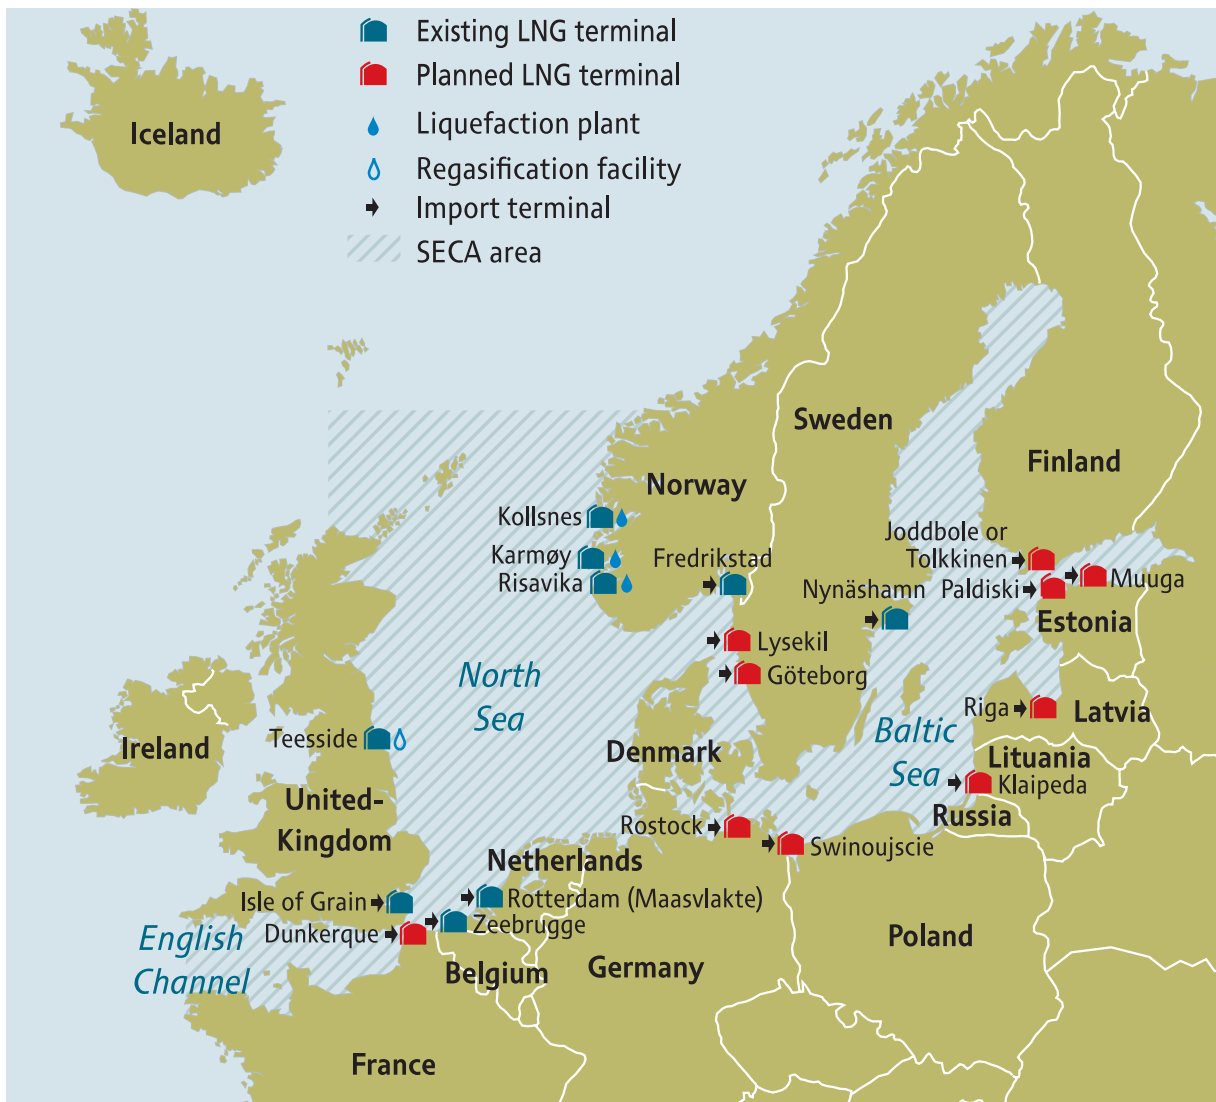 Existing LNG terminal
Planned LNG terminal
Liquefaction plant
Regasification facility
Import terminal
SECA area
Iceland
Sweden
Finland
Norway
Kollsnes
Karmøy
Risavika
Fredrikstad
Joddbole or
Tolkkinen
Nynäshamn
Paldiski
Muuga
Estonia
Lysekil
Göteborg
North
Sea
Riga
Latvia
Ireland
Teesside
Denmark
Baltic
Sea
Lituania
Klaipeda
United-
Kingdom
Russia
Rostock
Swinoujscie
Netherlands
Isle of Grain
Rotterdam (Maasvlakte)
Zeebrugge
Dunkerque
English
Channel
Belgium
Germany
Poland
France